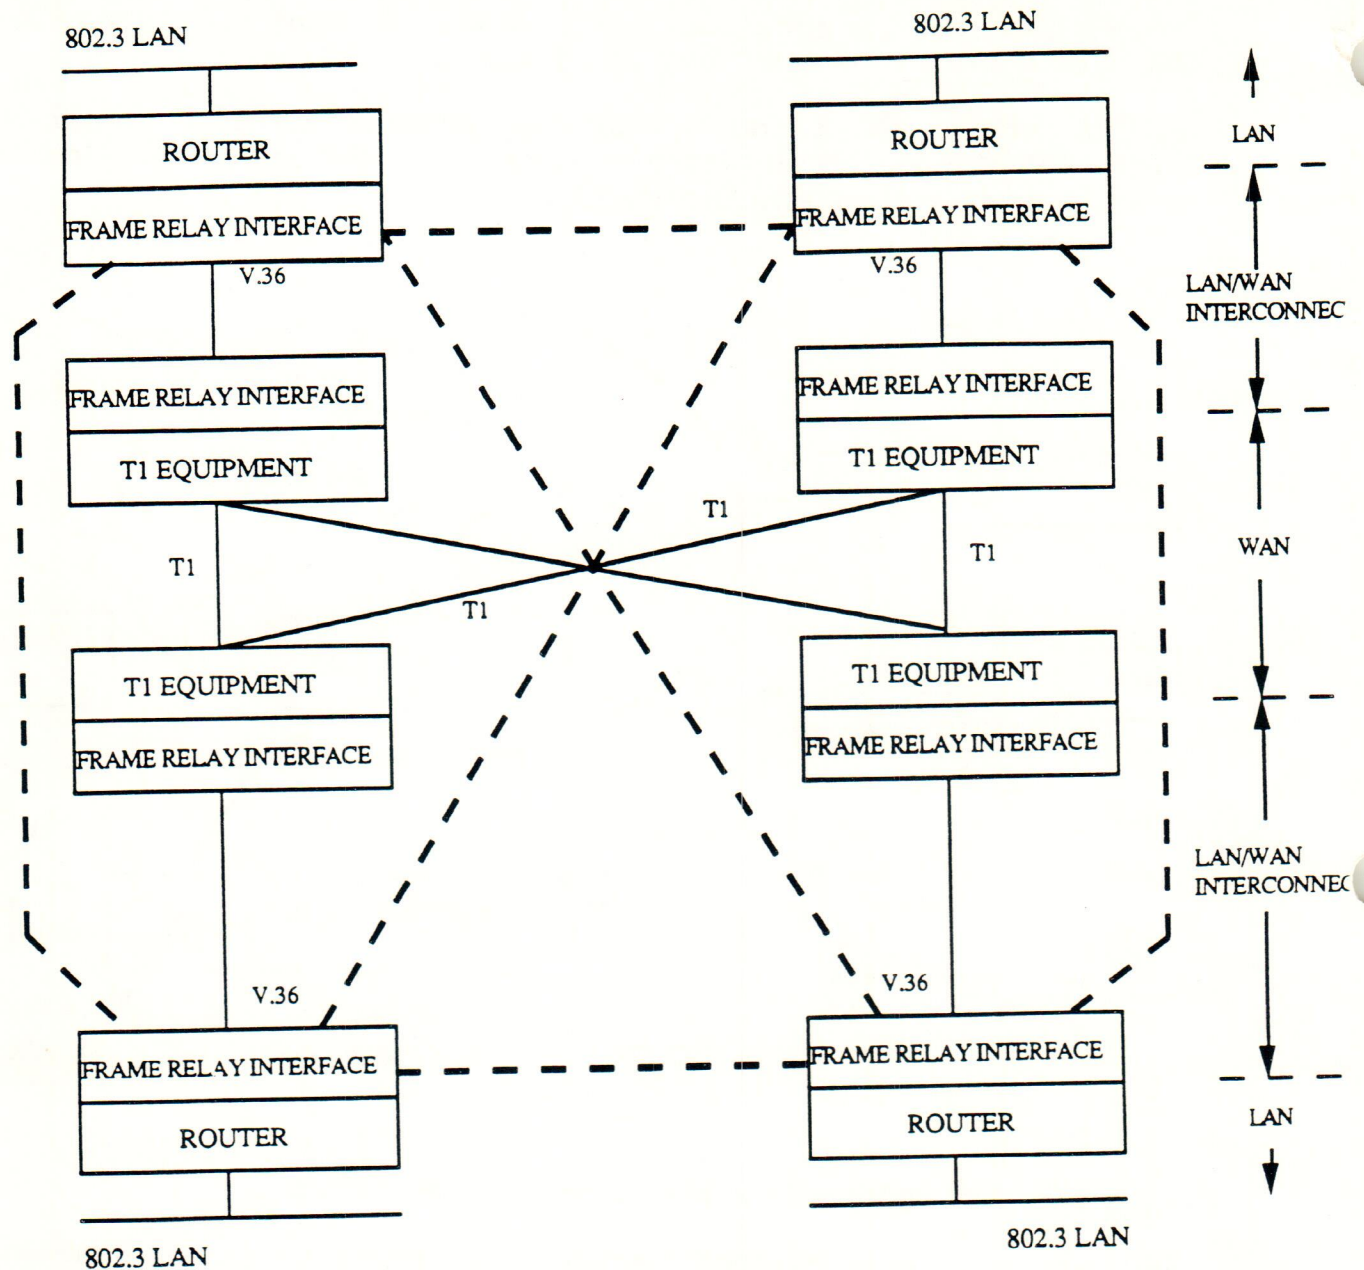 802.3 LAN
802.3 LAN
ROUTER
ROUTER
LAN
FRAME RELAY INTERFACE
FRAME RELAY INTERFACE
V.36
V.36
LAN/WAN
INTERCONNEC
FRAME RELAY INTERFACE
FRAME RELAY INTERFACE
T1 EQUIPMENT
T1 EQUIPMENT
T1
T1
T1
WAN
T1
T1 EQUIPMENT
T1 EQUIPMENT
FRAME RELAY INTERFACE
FRAME RELAY INTERFACE
LAN/WAN
INTERCONNEC
V.36
V.36
FRAME RELAY INTERFACE
FRAME RELAY INTERFACE
ROUTER
ROUTER
LAN
802.3 LAN
802.3 LAN